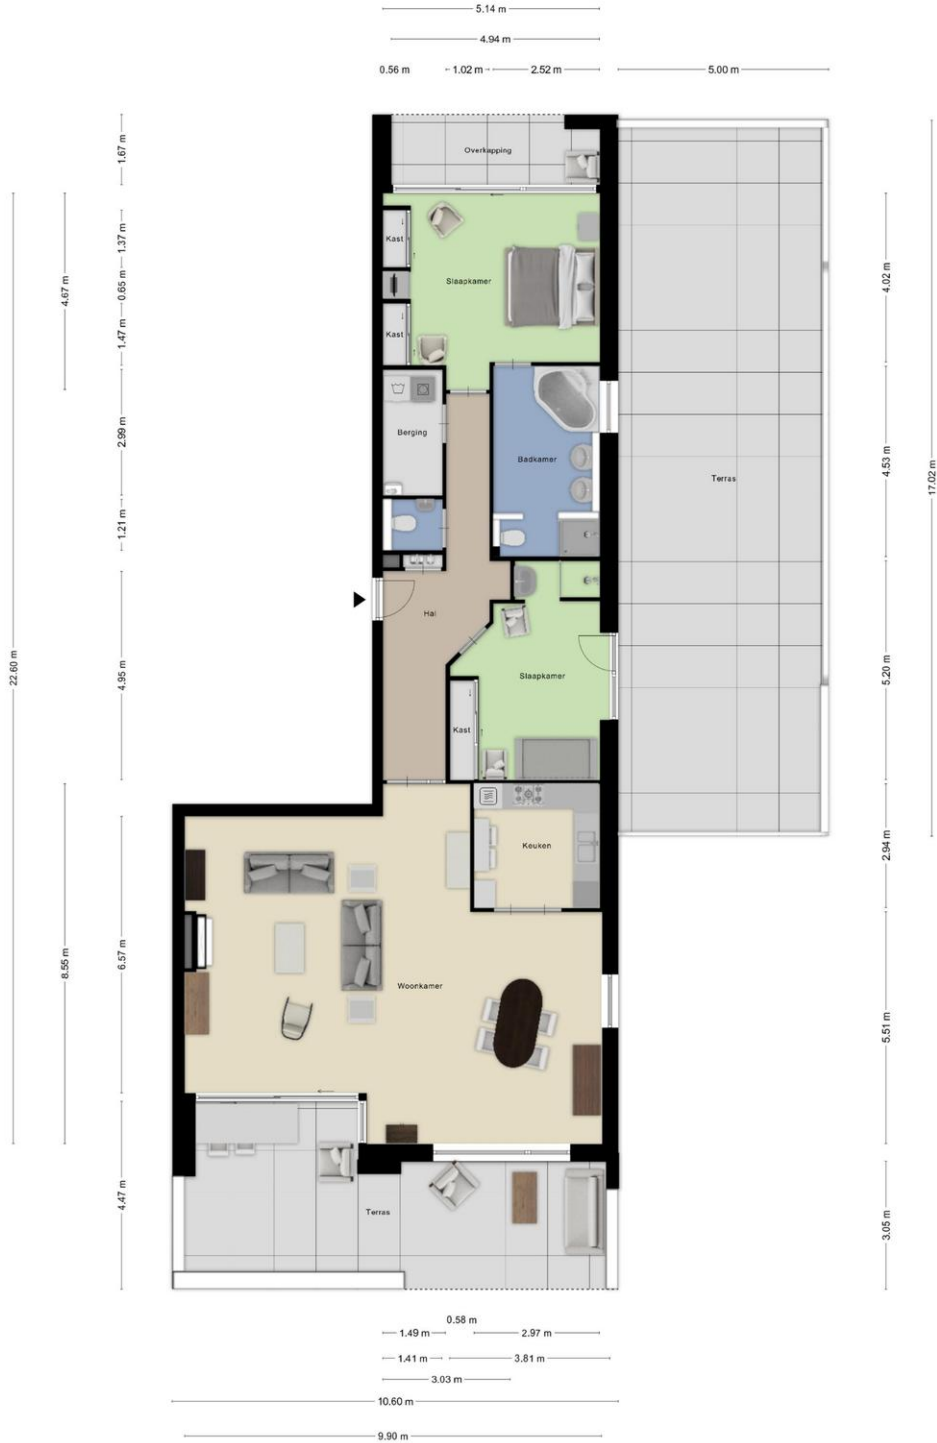 5.14 m
4.94 m
0.56 m 1.02 m 2.52 m 5.00 m
1.67 m
Overkapping
1.37 m
Kast
4.67 m
0.65 m
Slaapkamer
4.02 m
1.47 m
Kast
2.99 m
Berging
Badkamer
4.53 m
Terras
17.02 m
1.21 m
Hal
22.60 m
4.95 m
Slaapkamer
5.20 m
Kast
Keuken
2.94 m
8.55 m
6.57 m
Woonkamer
5.51 m
4.47 m
Terras
3.05 m
0.58 m
1.49 m 2.97 m
1.41 m 3.81 m
3.03 m
10.60 m
9.90 m